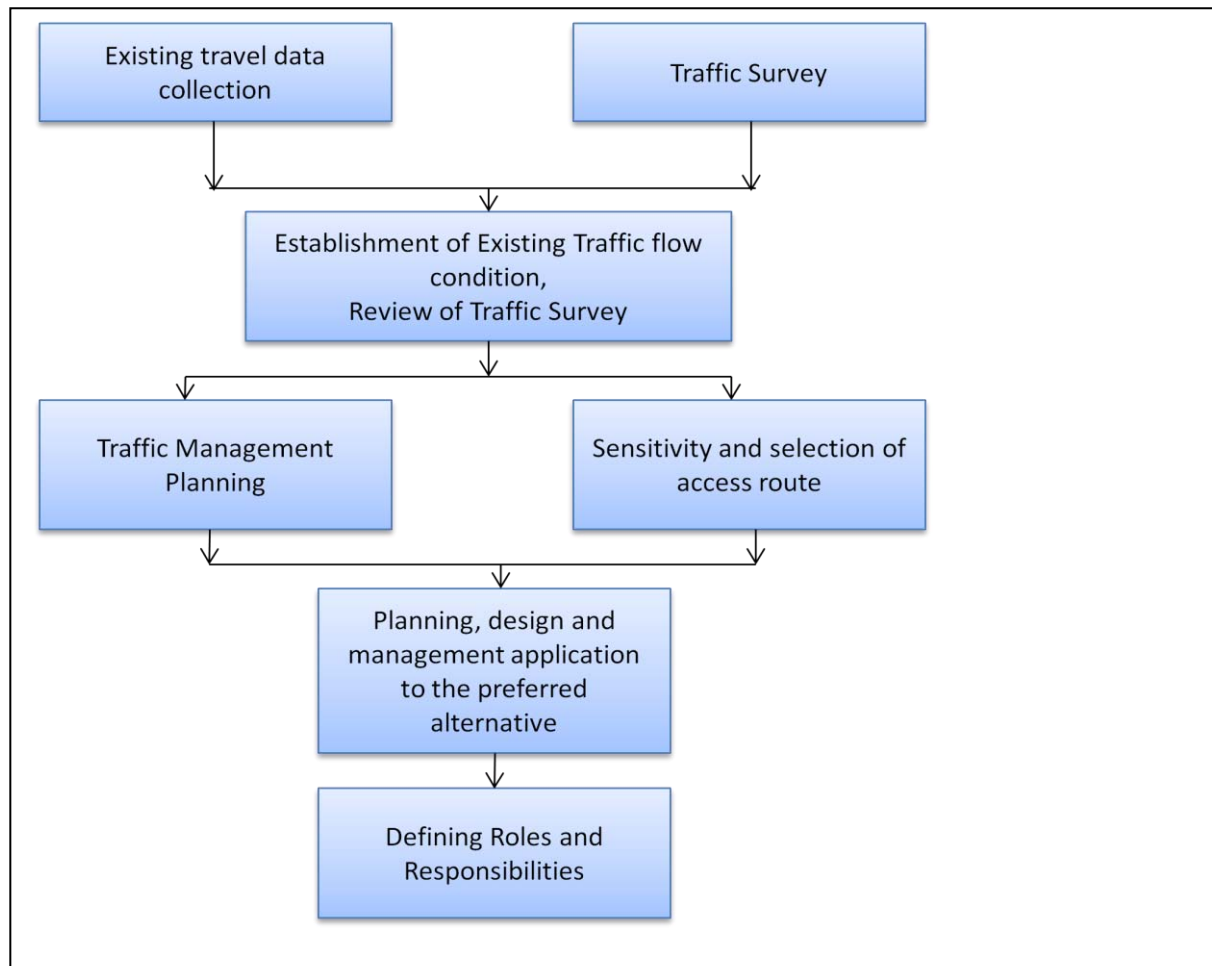 Existing travel data
collection
Traffic Survey
Establishment of Existing Traffic flow
condition,
Review of Traffic Survey
Traffic Management
Planning
Sensitivity and selection of
access route
Planning, design and
management application
to the preferred
alternative
Defining Roles and
Responsibilities